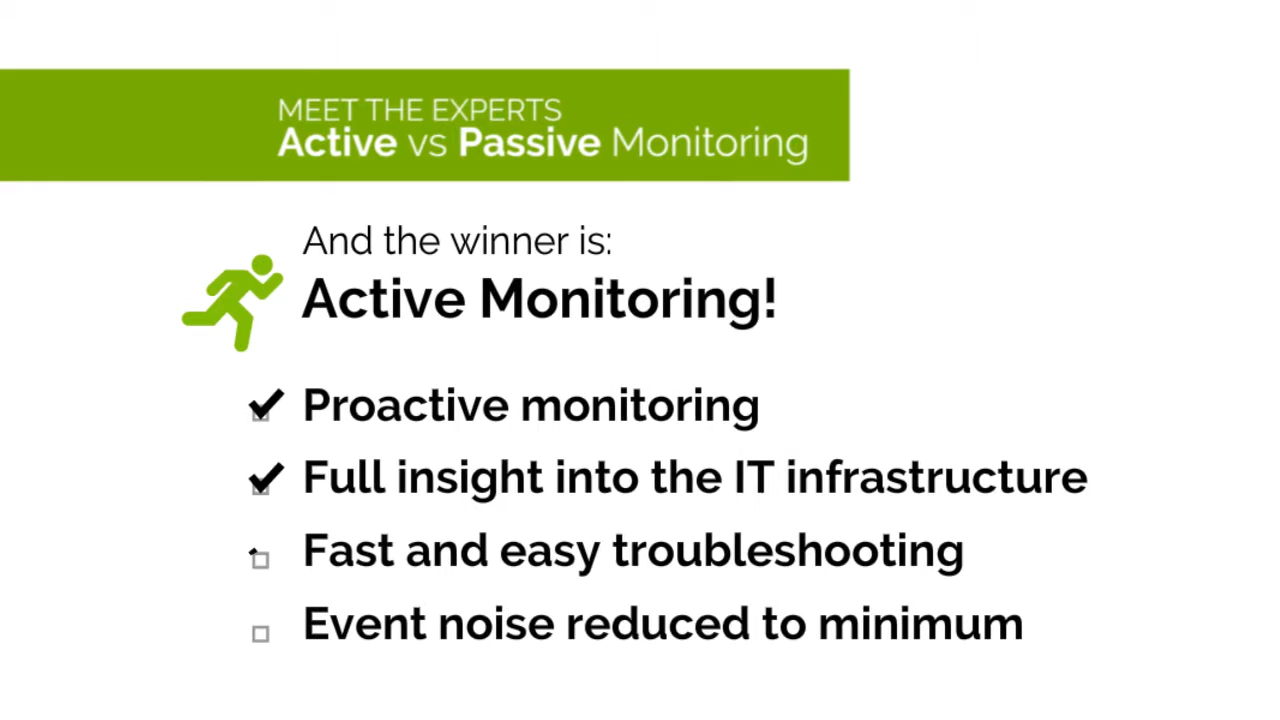 MEET THE EXPERTS
Active vs Passive Monitoring
And the winner is:
Active Monitoring!
Proactive monitoring
Full insight into the IT infrastructure
Fast and easy troubleshooting
Event noise reduced to minimum